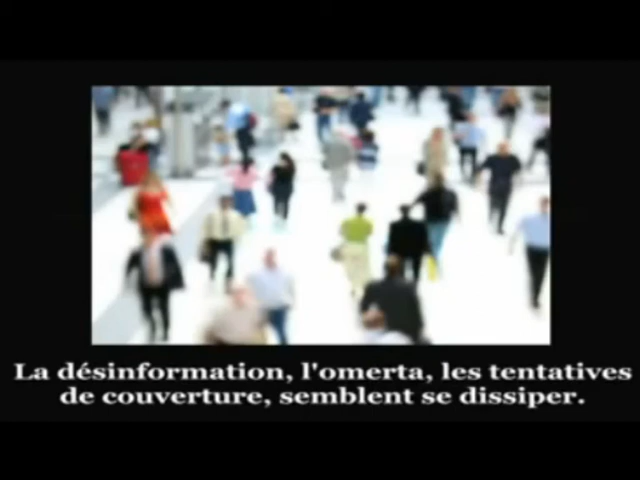 La désinformation, l'omerta, les tentatives
de couverture, semblent se dissiper.